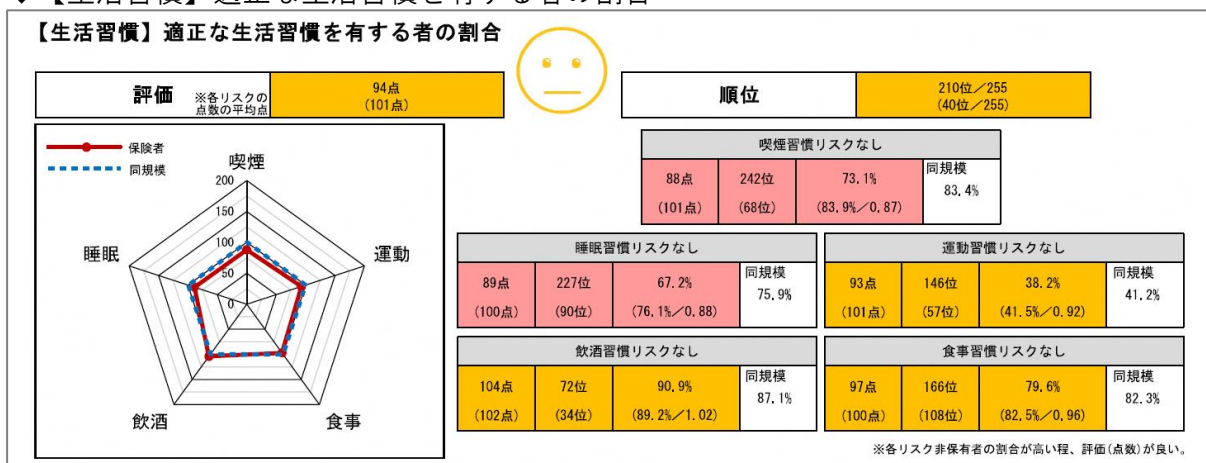 【生活習慣】適正な生活習慣を有する者の割合
評価 ※各リスクの点数の平均点
94点
(101点)
順位
210位/255
(40位/255)
保険者
同規模
喫煙
運動
食事
飲酒
睡眠
200
150
100
50
0
喫煙習慣リスクなし
88点 242位 73.1% 同規模
(101点) (68位) (83.9%/0.87) 83.4%
睡眠習慣リスクなし
89点 227位 67.2% 同規模
(100点) (90位) (76.1%/0.88) 75.9%
運動習慣リスクなし
93点 146位 38.2% 同規模
(101点) (57位) (41.5%/0.92) 41.2%
飲酒習慣リスクなし
104点 72位 90.9% 同規模
(102点) (34位) (89.2%/1.02) 87.1%
食事習慣リスクなし
97点 166位 79.6% 同規模
(100点) (108位) (82.5%/0.96) 82.3%
※各リスク非保有者の割合が高い程、評価(点数)が良い。